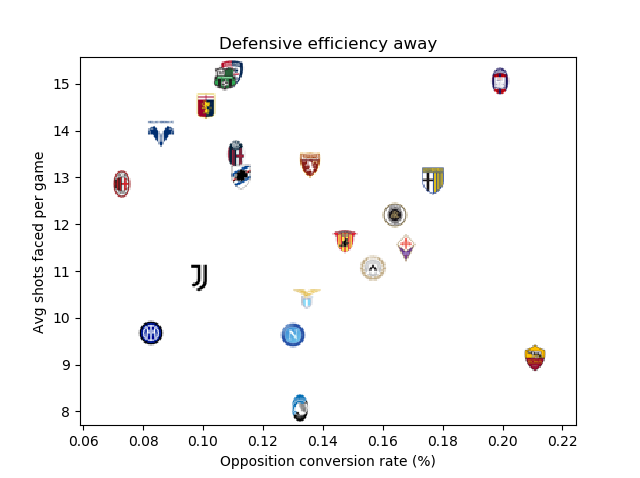 Defensive efficiency away
Avg shots faced per game
15
14
13
12
11
10
9
8
0.06 0.08 0.10 0.12 0.14 0.16 0.18 0.20 0.22
Opposition conversion rate (%)